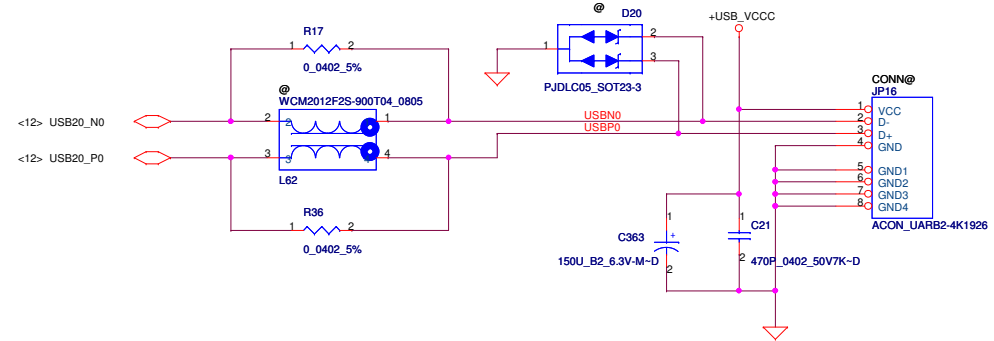 @
D20
+USB_VCCC
R17
1
2
0_0402_5%
1
2
3
PJDLC05_SOT23-3
CONN@
JP16
@
WCM2012F2S-900T04_0805
<12> USB20_N0
2
2
1
USBN0
USBP0
1
VCC
2
D-
3
D+
4
GND
<12> USB20_P0
3
3
4
L62
5
GND1
6
GND2
7
GND3
8
GND4
R36
1
2
0_0402_5%
ACON_UARB2-4K1926
1
1
C363
+
C21
150U_B2_6.3V-M~D
2
2
470P_0402_50V7K~D